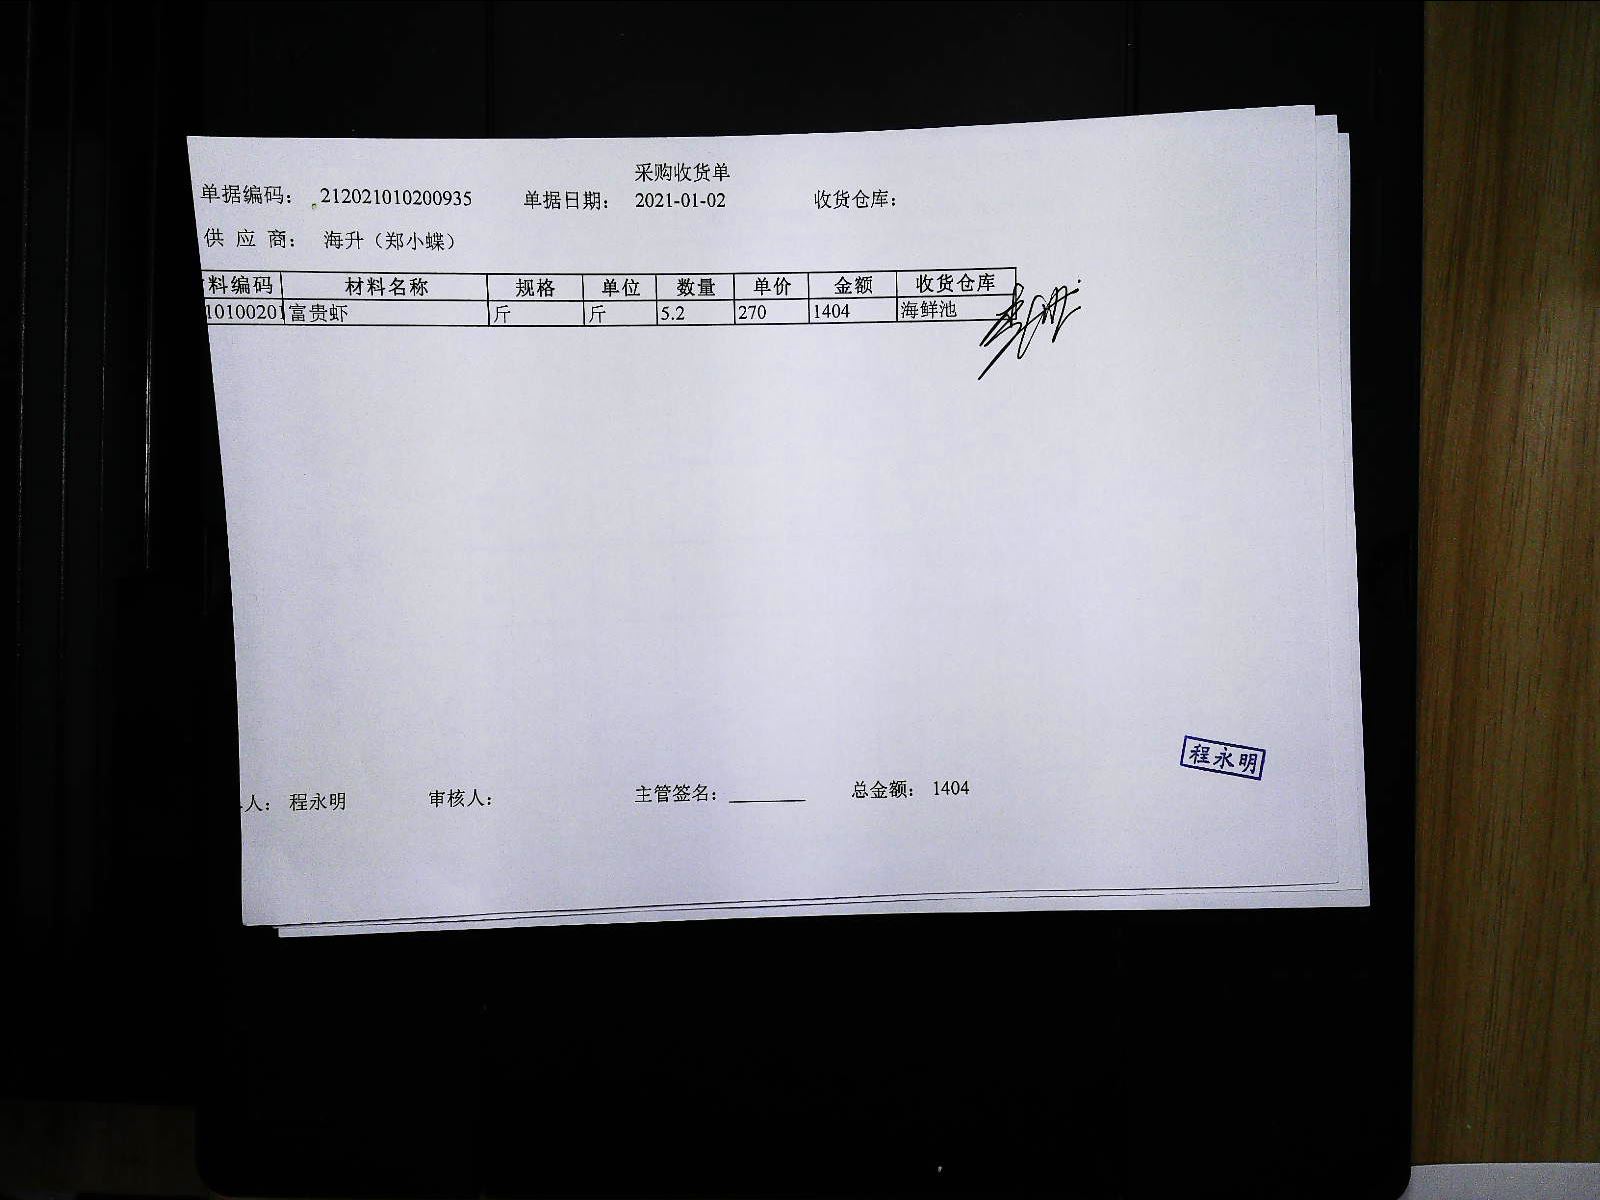 采购收货单
单据编码： 212021010200935 单据日期： 2021-01-02 收货仓库：
供 应 商： 海升（郑小蝶）
料编码 材料名称 规格 单位 数量 单价 金额 收货仓库
10100201 富贵虾 斤 斤 5.2 270 1404 海鲜池
程永明
人： 程永明 审核人： 主管签名： 总金额： 1404